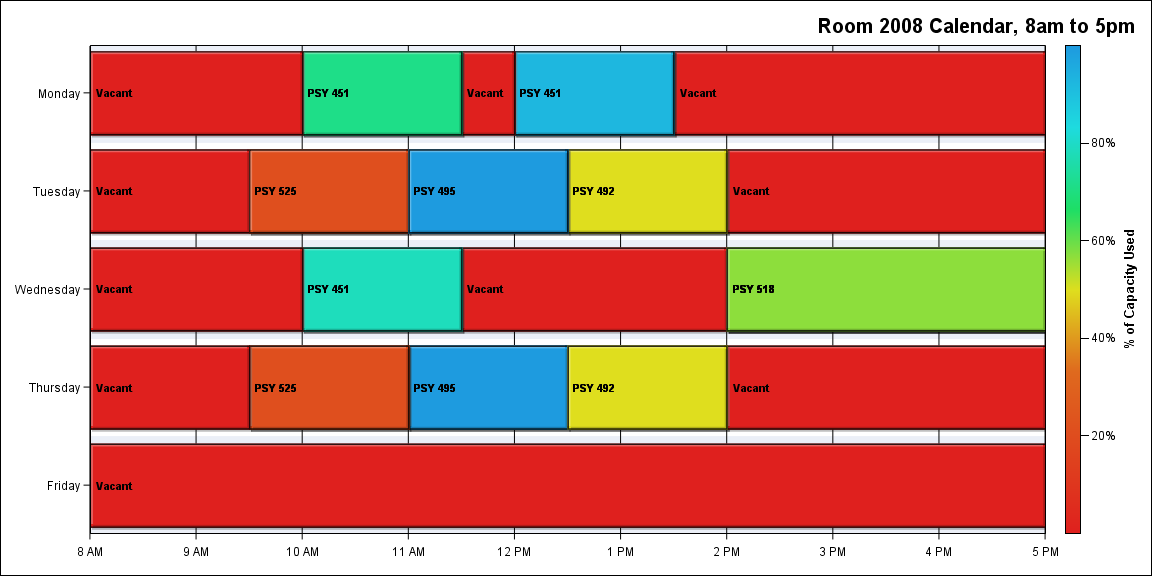 Room 2008 Calendar, 8am to 5pm
Monday
Vacant
PSY 451
Vacant
PSY 451
Vacant
Tuesday
Vacant
PSY 525
PSY 495
PSY 492
Vacant
Wednesday
Vacant
PSY 451
Vacant
PSY 518
Thursday
Vacant
PSY 525
PSY 495
PSY 492
Vacant
Friday
Vacant
8 AM
9 AM
10 AM
11 AM
12 PM
1 PM
2 PM
3 PM
4 PM
5 PM
80%
60%
40%
20%
% of Capacity Used